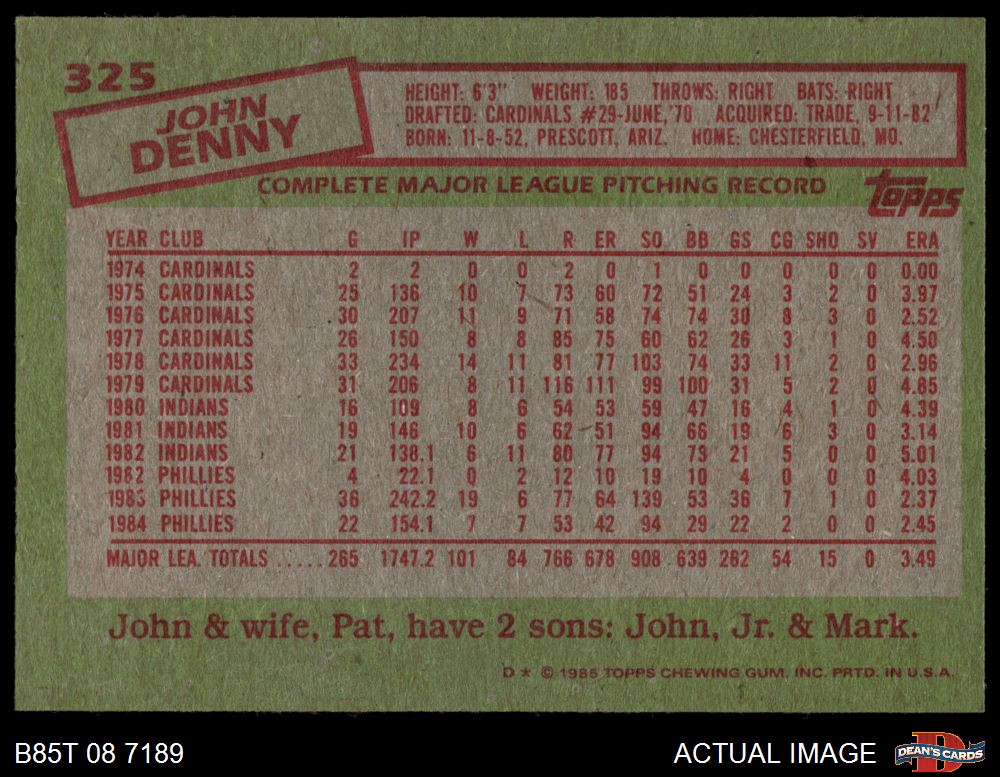 325
JOHN
DENNY
HEIGHT: 6'3" WEIGHT: 185 THROWS: RIGHT BATS: RIGHT
DRAFTED: CARDINALS #29-JUNE,'70 ACQUIRED: TRADE, 9-11-82
BORN: 11-8-52, PRESCOTT, ARIZ. HOME: CHESTERFIELD, MO.
COMPLETE MAJOR LEAGUE PITCHING RECORD
topps
YEAR CLUB G IP W L R ER SO BB GS CG SHO SV ERA
1974 CARDINALS 2 2 0 0 2 0 1 0 0 0 0 0 0.00
1975 CARDINALS 25 136 10 7 73 60 72 51 24 3 2 0 3.97
1976 CARDINALS 30 207 11 9 71 58 74 74 30 8 3 0 2.52
1977 CARDINALS 26 150 8 8 85 75 60 62 26 3 1 0 4.50
1978 CARDINALS 33 234 14 11 81 77 103 74 33 11 2 0 2.96
1979 CARDINALS 31 206 8 11 116 111 99 100 31 5 2 0 4.85
1980 INDIANS 16 109 8 6 54 53 59 47 16 4 1 0 4.39
1981 INDIANS 19 146 10 6 62 51 94 66 19 6 3 0 3.14
1982 INDIANS 21 138.1 6 11 80 77 94 73 21 5 0 0 5.01
1982 PHILLIES 4 22.1 0 2 12 10 19 10 4 0 0 0 4.03
1983 PHILLIES 36 242.2 19 6 77 64 139 53 36 7 1 0 2.37
1984 PHILLIES 22 154.1 7 7 53 42 94 29 22 2 0 0 2.45
MAJOR LEA. TOTALS ..... 265 1747.2 101 84 766 678 908 639 262 54 15 0 3.49
John & wife, Pat, have 2 sons: John, Jr. & Mark.
D * © 1985 TOPPS CHEWING GUM, INC. PRTD. IN U.S.A.
B85T 08 7189
ACTUAL IMAGE
DEAN'S CARDS